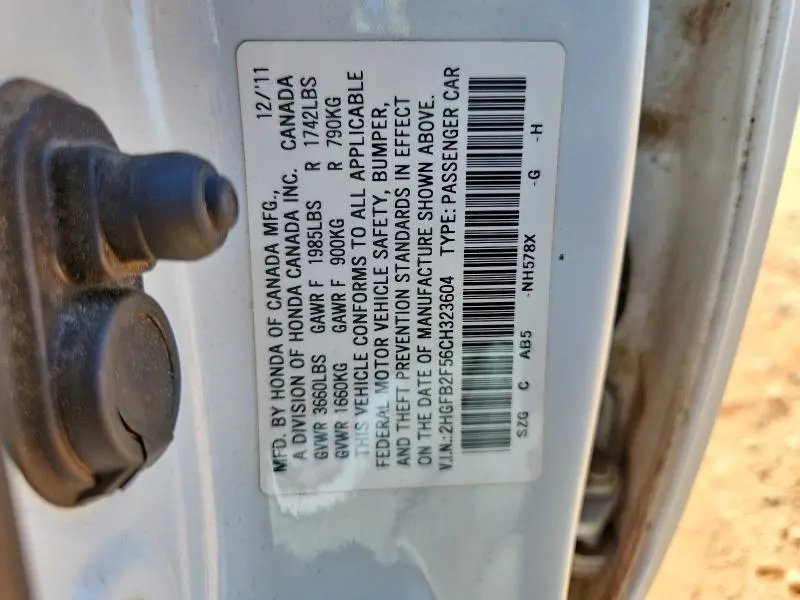 MFD. BY HONDA OF CANADA MFG., 12/'11
A DIVISION OF HONDA CANADA INC. CANADA
GVWR 3660LBS GAWR F 1985LBS R 1742LBS
GVWR 1660KG GAWR F 900KG R 790KG
THIS VEHICLE CONFORMS TO ALL APPLICABLE
FEDERAL MOTOR VEHICLE SAFETY, BUMPER,
AND THEFT PREVENTION STANDARDS IN EFFECT
ON THE DATE OF MANUFACTURE SHOWN ABOVE.
V.I.N.:2HGFB2F56CH323604 TYPE:PASSENGER CAR
SZG C AB5 -NH578X -G -H